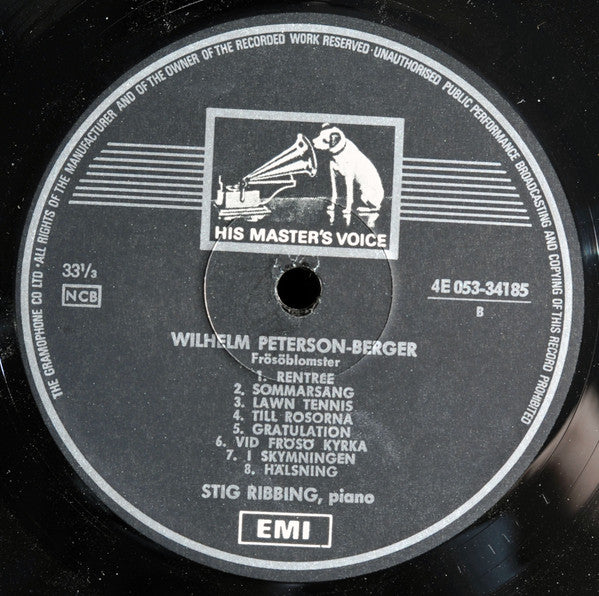 THE GRAMOPHONE CO LTD · ALL RIGHTS OF THE MANUFACTURER AND OF THE OWNER OF THE RECORDED WORK RESERVED · UNAUTHORISED PUBLIC PERFORMANCE BROADCASTING AND COPYING OF THIS RECORD PROHIBITED
HIS MASTER'S VOICE
33 1/3
NCB
4E 053-34185
B
WILHELM PETERSON-BERGER
Frösöblomster
1. RENTRÉE
2. SOMMARSÅNG
3. LAWN TENNIS
4. TILL ROSORNA
5. GRATULATION
6. VID FRÖSÖ KYRKA
7. I SKYMNINGEN
8. HÄLSNING
STIG RIBBING, piano
EMI